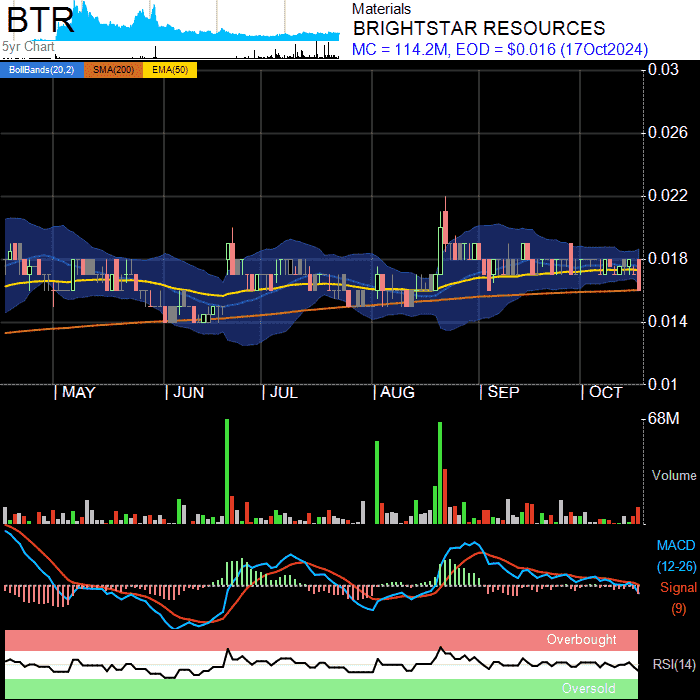 BTR
5yr Chart
Materials
BRIGHTSTAR RESOURCES
MC = 114.2M, EOD = $0.016 (17Oct2024)
BollBands(20,2) SMA(200) EMA(50)
0.03
0.026
0.022
0.018
0.014
0.01
MAY JUN JUL AUG SEP OCT
68M
Volume
MACD
(12-26)
Signal
(9)
Overbought
RSI(14)
Oversold